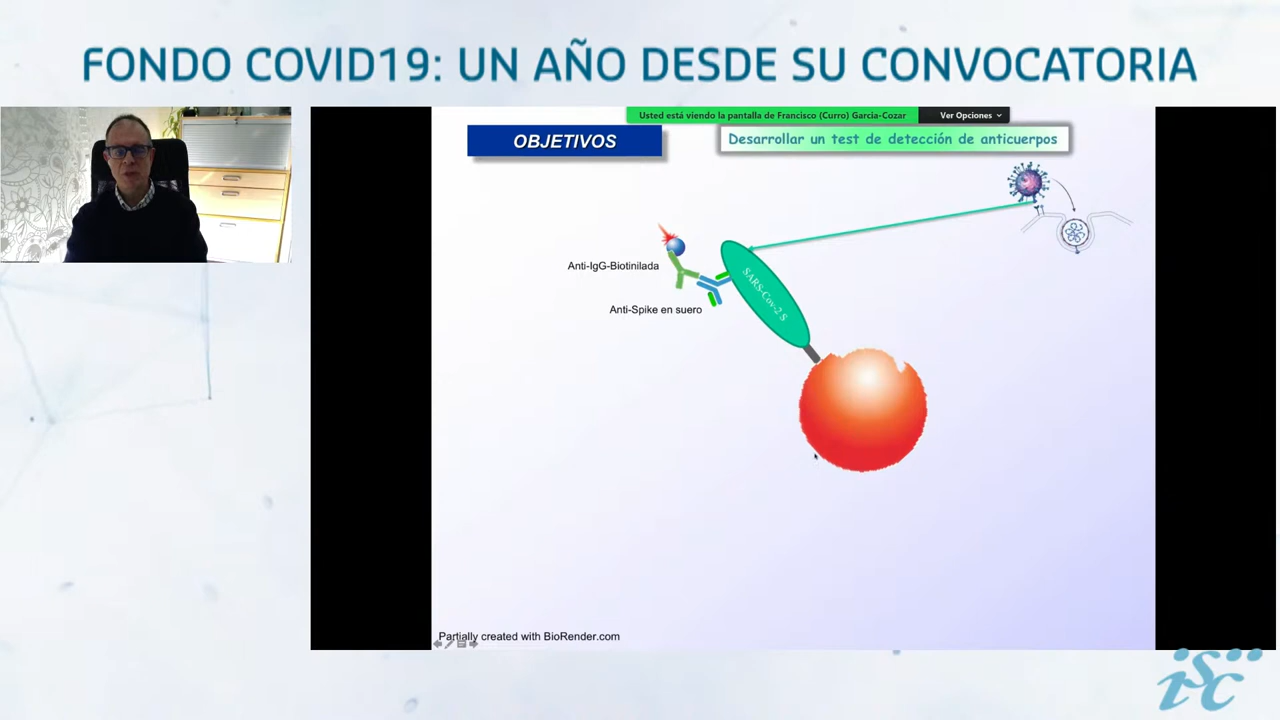 FONDO COVID19: UN AÑO DESDE SU CONVOCATORIA
Usted está viendo la pantalla de Francisco (Curro) Garcia-Cozar
Ver Opciones
OBJETIVOS
Desarrollar un test de detección de anticuerpos
Anti-IgG-Biotinilada
SARS-Cov-2 S
Anti-Spike en suero
Partially created with BioRender.com
isc